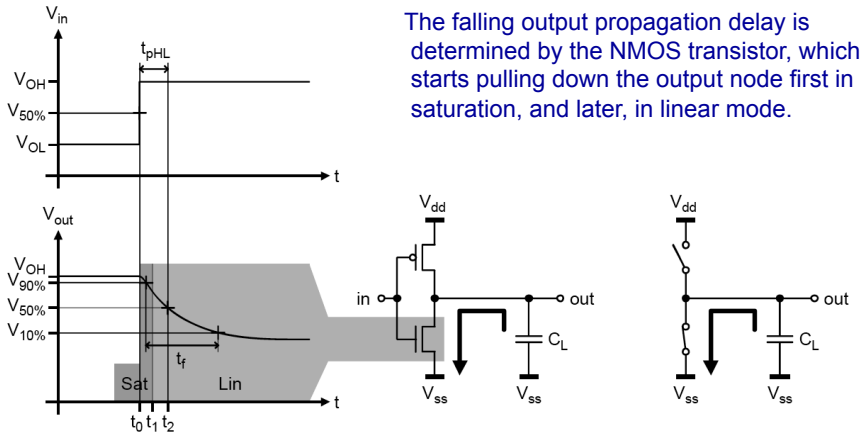 V_in
The falling output propagation delay is
determined by the NMOS transistor, which
starts pulling down the output node first in
saturation, and later, in linear mode.
t_pHL
V_OH
V_50%
V_OL
t
V_out
V_OH
V_90%
V_50%
V_10%
t_f
Sat
Lin
t
t_0 t_1 t_2
V_dd
in
out
C_L
V_ss
V_ss
V_dd
out
C_L
V_ss
V_ss